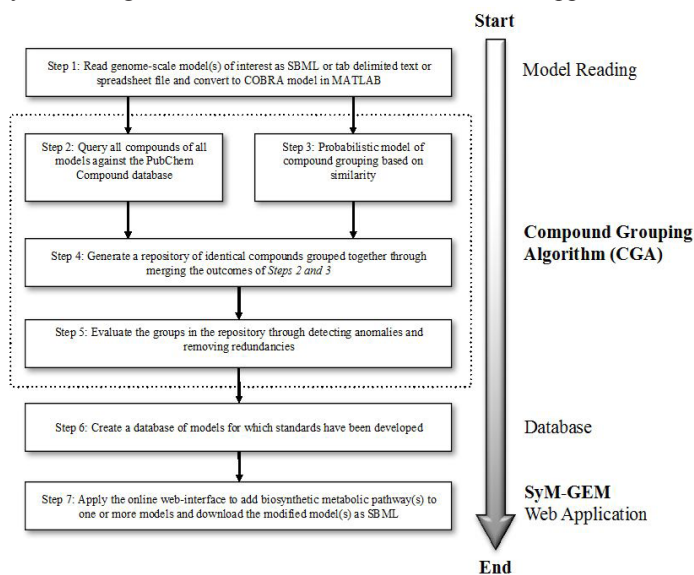 Start
Step 1: Read genome-scale model(s) of interest as SBML or tab delimited text or
spreadsheet file and convert to COBRA model in MATLAB
Model Reading
Step 2: Query all compounds of all
models against the PubChem
Compound database
Step 3: Probabilistic model of
compound grouping based on
similarity
Compound Grouping
Algorithm (CGA)
Step 4: Generate a repository of identical compounds grouped together through
merging the outcomes of Steps 2 and 3
Step 5: Evaluate the groups in the repository through detecting anomalies and
removing redundancies
Step 6: Create a database of models for which standards have been developed
Database
Step 7: Apply the online web-interface to add biosynthetic metabolic pathway(s) to
one or more models and download the modified model(s) as SBML
SyM-GEM
Web Application
End